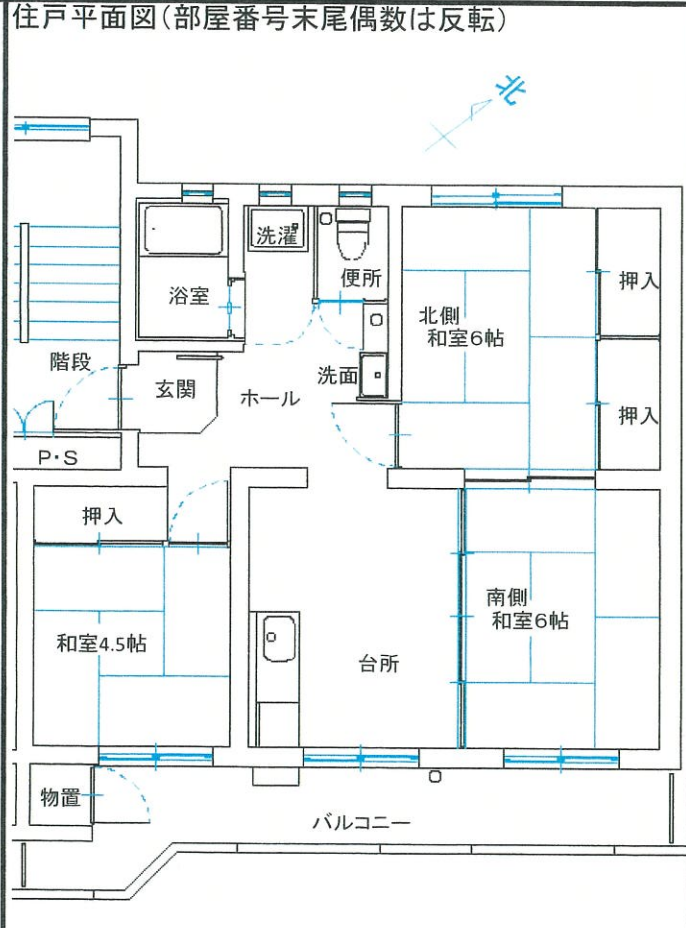 住戸平面図(部屋番号末尾偶数は反転)
北
洗濯
便所
浴室
北側
和室6帖
押入
階段
玄関
ホール
洗面
押入
P・S
押入
南側
和室6帖
和室4.5帖
台所
物置
バルコニー